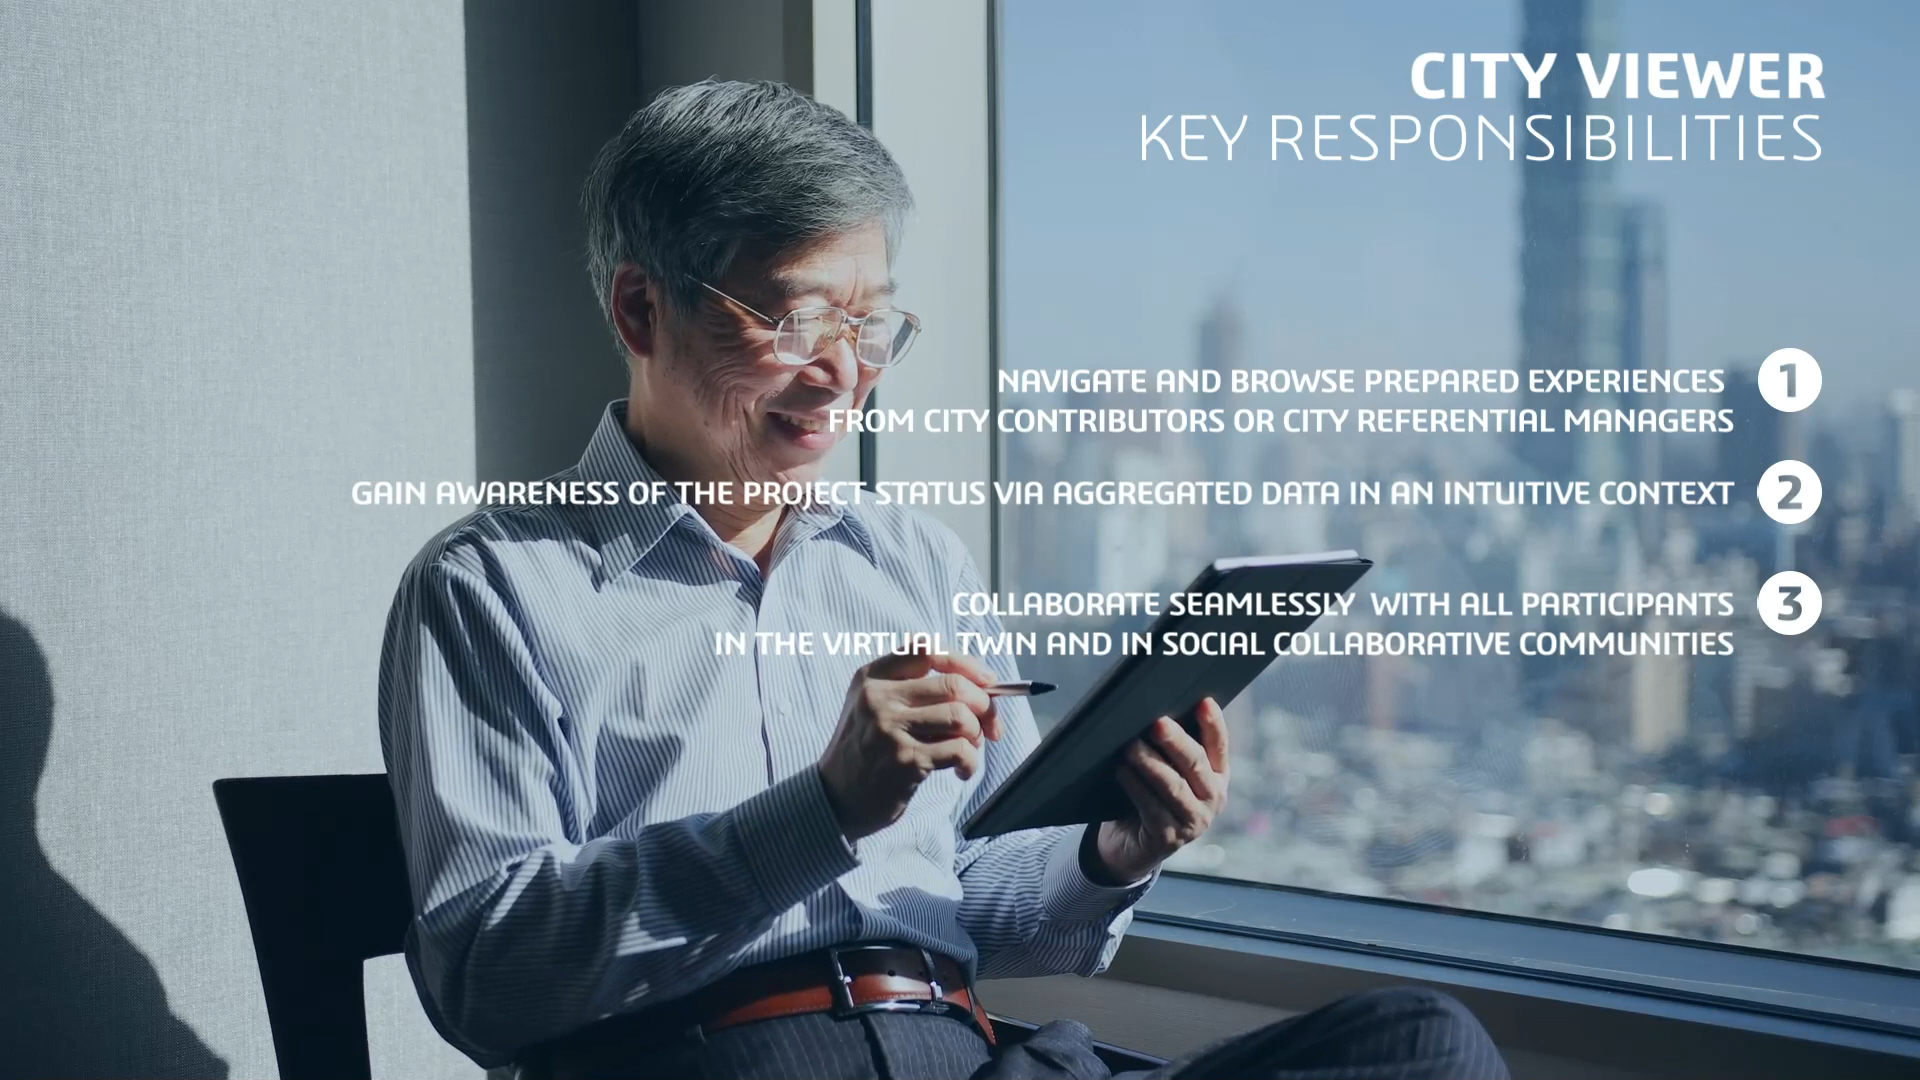 CITY VIEWER
KEY RESPONSIBILITIES
NAVIGATE AND BROWSE PREPARED EXPERIENCES 1
FROM CITY CONTRIBUTORS OR CITY REFERENTIAL MANAGERS
GAIN AWARENESS OF THE PROJECT STATUS VIA AGGREGATED DATA IN AN INTUITIVE CONTEXT 2
COLLABORATE SEAMLESSLY WITH ALL PARTICIPANTS 3
IN THE VIRTUAL TWIN AND IN SOCIAL COLLABORATIVE COMMUNITIES